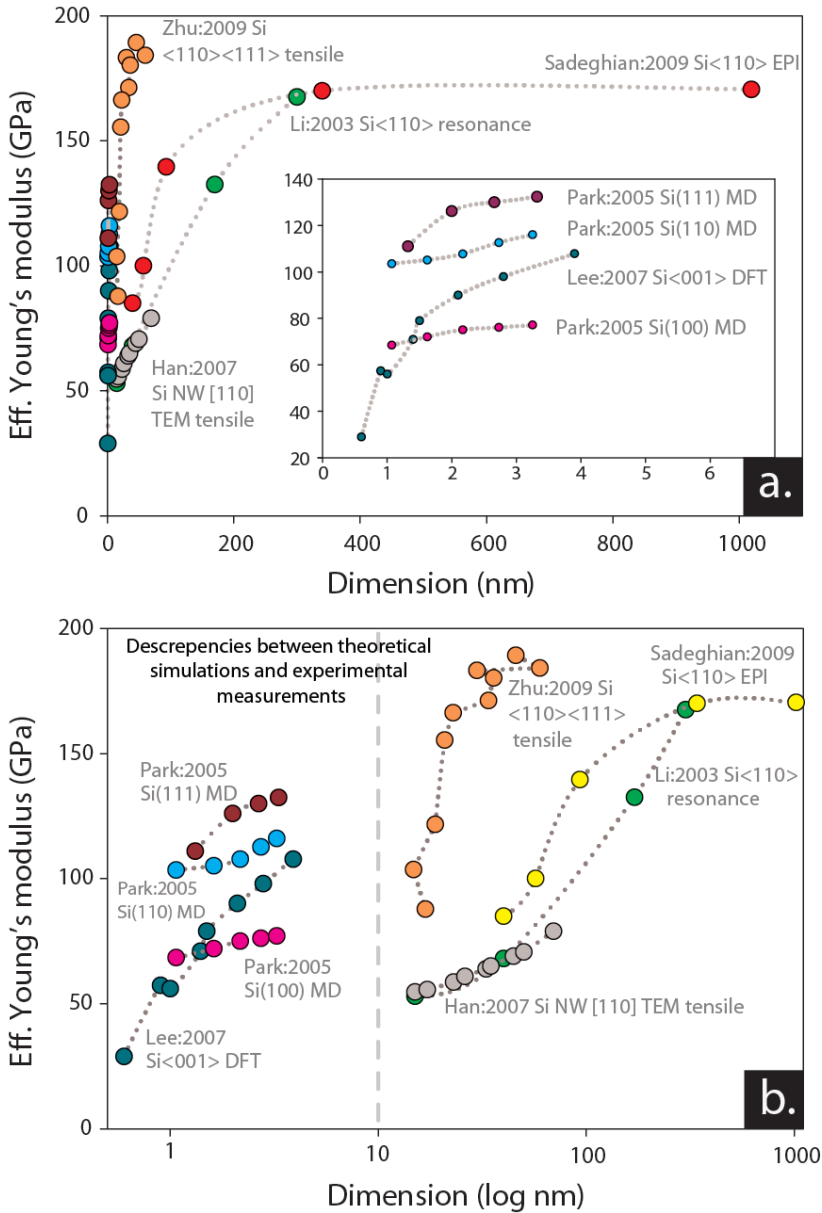 200
150
100
50
0
Eff. Young's modulus (GPa)
Zhu:2009 Si
<110><111> tensile
Sadeghian:2009 Si<110> EPI
Li:2003 Si<110> resonance
Han:2007
Si NW [110]
TEM tensile
140
120
100
80
60
40
20
Park:2005 Si(111) MD
Park:2005 Si(110) MD
Lee:2007 Si<001> DFT
Park:2005 Si(100) MD
0 1 2 3 4 5 6
a.
0 200 400 600 800 1000
Dimension (nm)
200
150
100
50
0
Eff. Young's modulus (GPa)
Descrepencies between theoretical
simulations and experimental
measurements
Sadeghian:2009
Si<110> EPI
Zhu:2009 Si
<110><111>
tensile
Park:2005
Si(111) MD
Li:2003 Si<110>
resonance
Park:2005
Si(110) MD
Park:2005
Si(100) MD
Han:2007 Si NW [110] TEM tensile
Lee:2007
Si<001> DFT
b.
1 10 100 1000
Dimension (log nm)